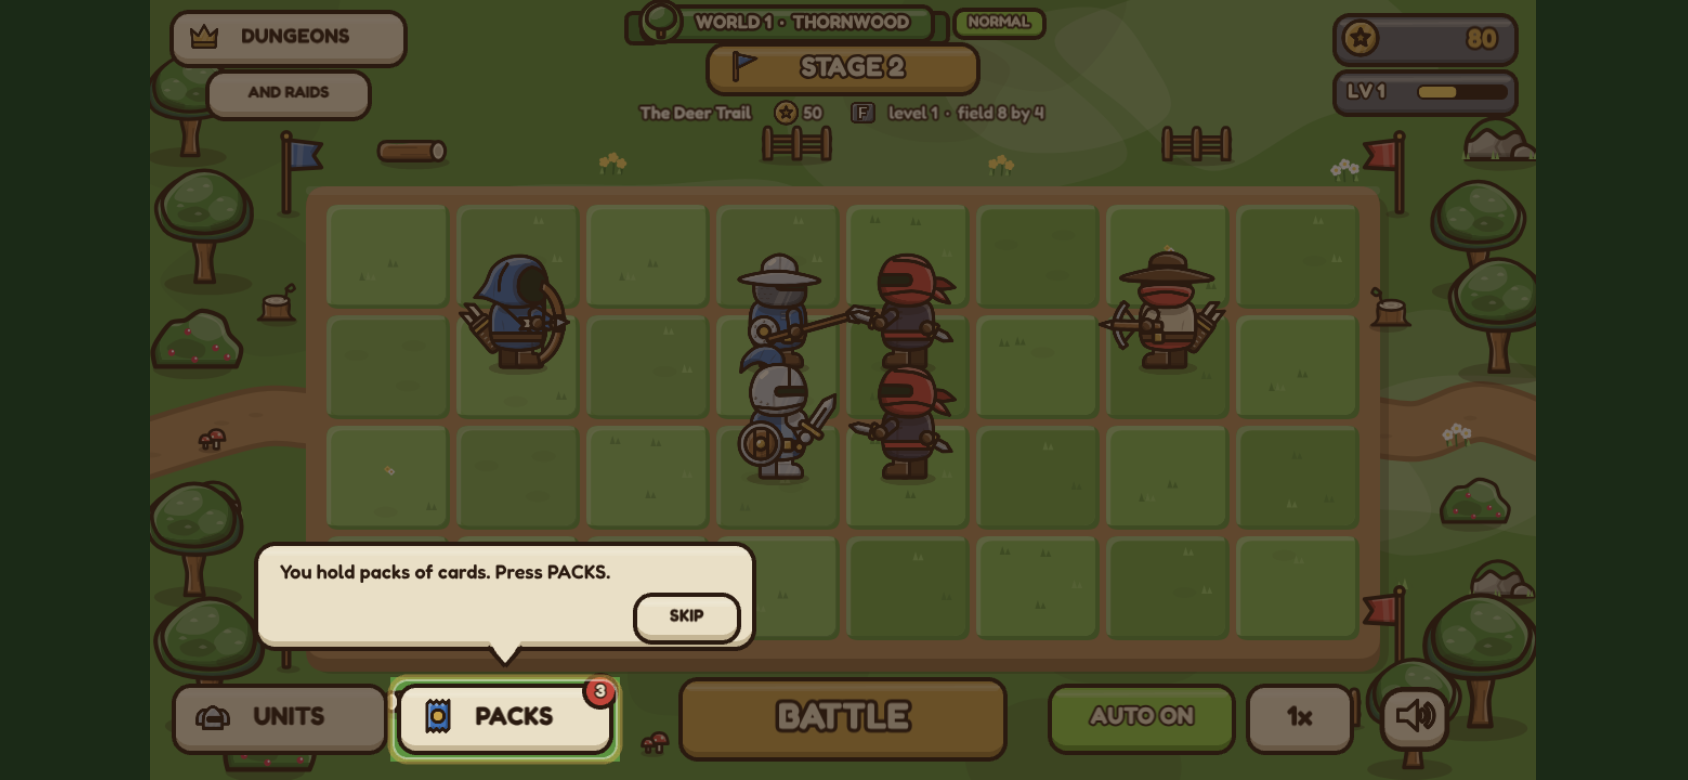 DUNGEONS
AND RAIDS
WORLD 1 • THORNWOOD
NORMAL
STAGE 2
The Deer Trail 50 F level 1 • field 8 by 4
80
LV 1
You hold packs of cards. Press PACKS.
SKIP
UNITS
PACKS
3
BATTLE
AUTO ON
1x